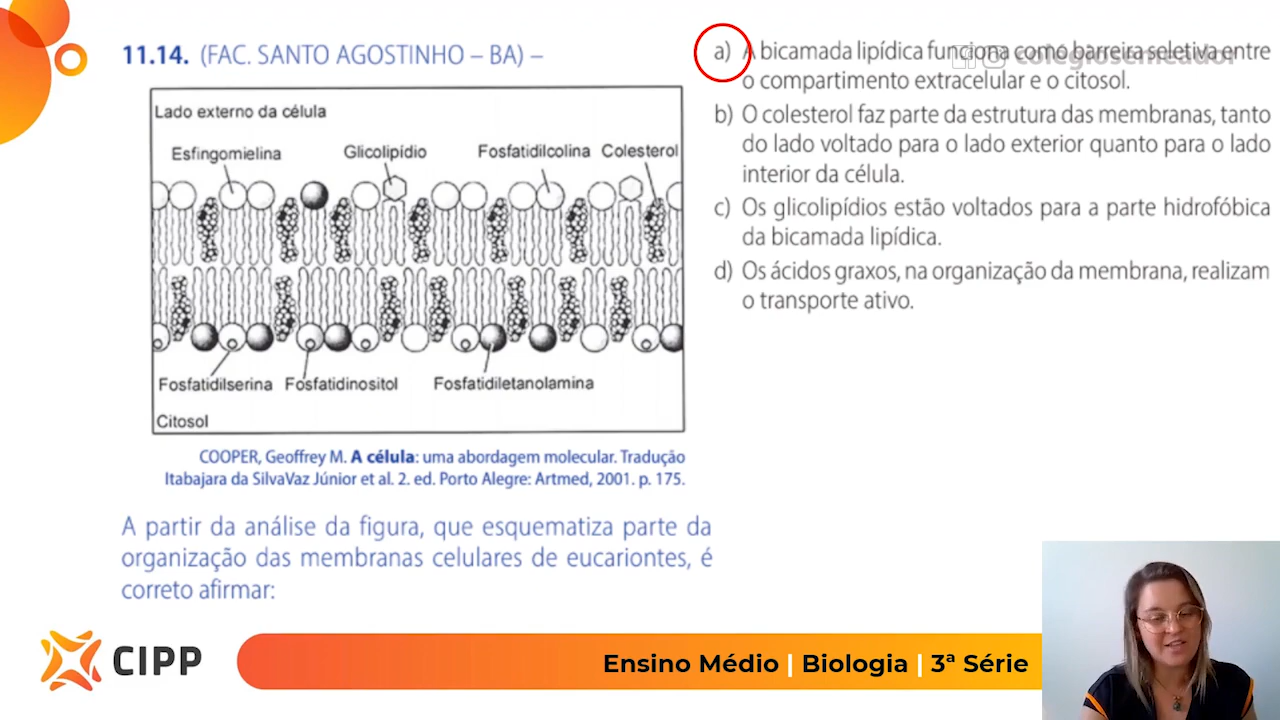 11.14. (FAC. SANTO AGOSTINHO – BA) –
Lado externo da célula
Esfingomielina Glicolipídio Fosfatidilcolina Colesterol
Fosfatidilserina Fosfatidinositol Fosfatidiletanolamina
Citosol
COOPER, Geoffrey M. A célula: uma abordagem molecular. Tradução
Itabajara da SilvaVaz Júnior et al. 2. ed. Porto Alegre: Artmed, 2001. p. 175.
A partir da análise da figura, que esquematiza parte da
organização das membranas celulares de eucariontes, é
correto afirmar:
a) A bicamada lipídica funciona como barreira seletiva entre
o compartimento extracelular e o citosol.
b) O colesterol faz parte da estrutura das membranas, tanto
do lado voltado para o lado exterior quanto para o lado
interior da célula.
c) Os glicolipídios estão voltados para a parte hidrofóbica
da bicamada lipídica.
d) Os ácidos graxos, na organização da membrana, realizam
o transporte ativo.
colegiosemeador
CIPP
Ensino Médio | Biologia | 3ª Série